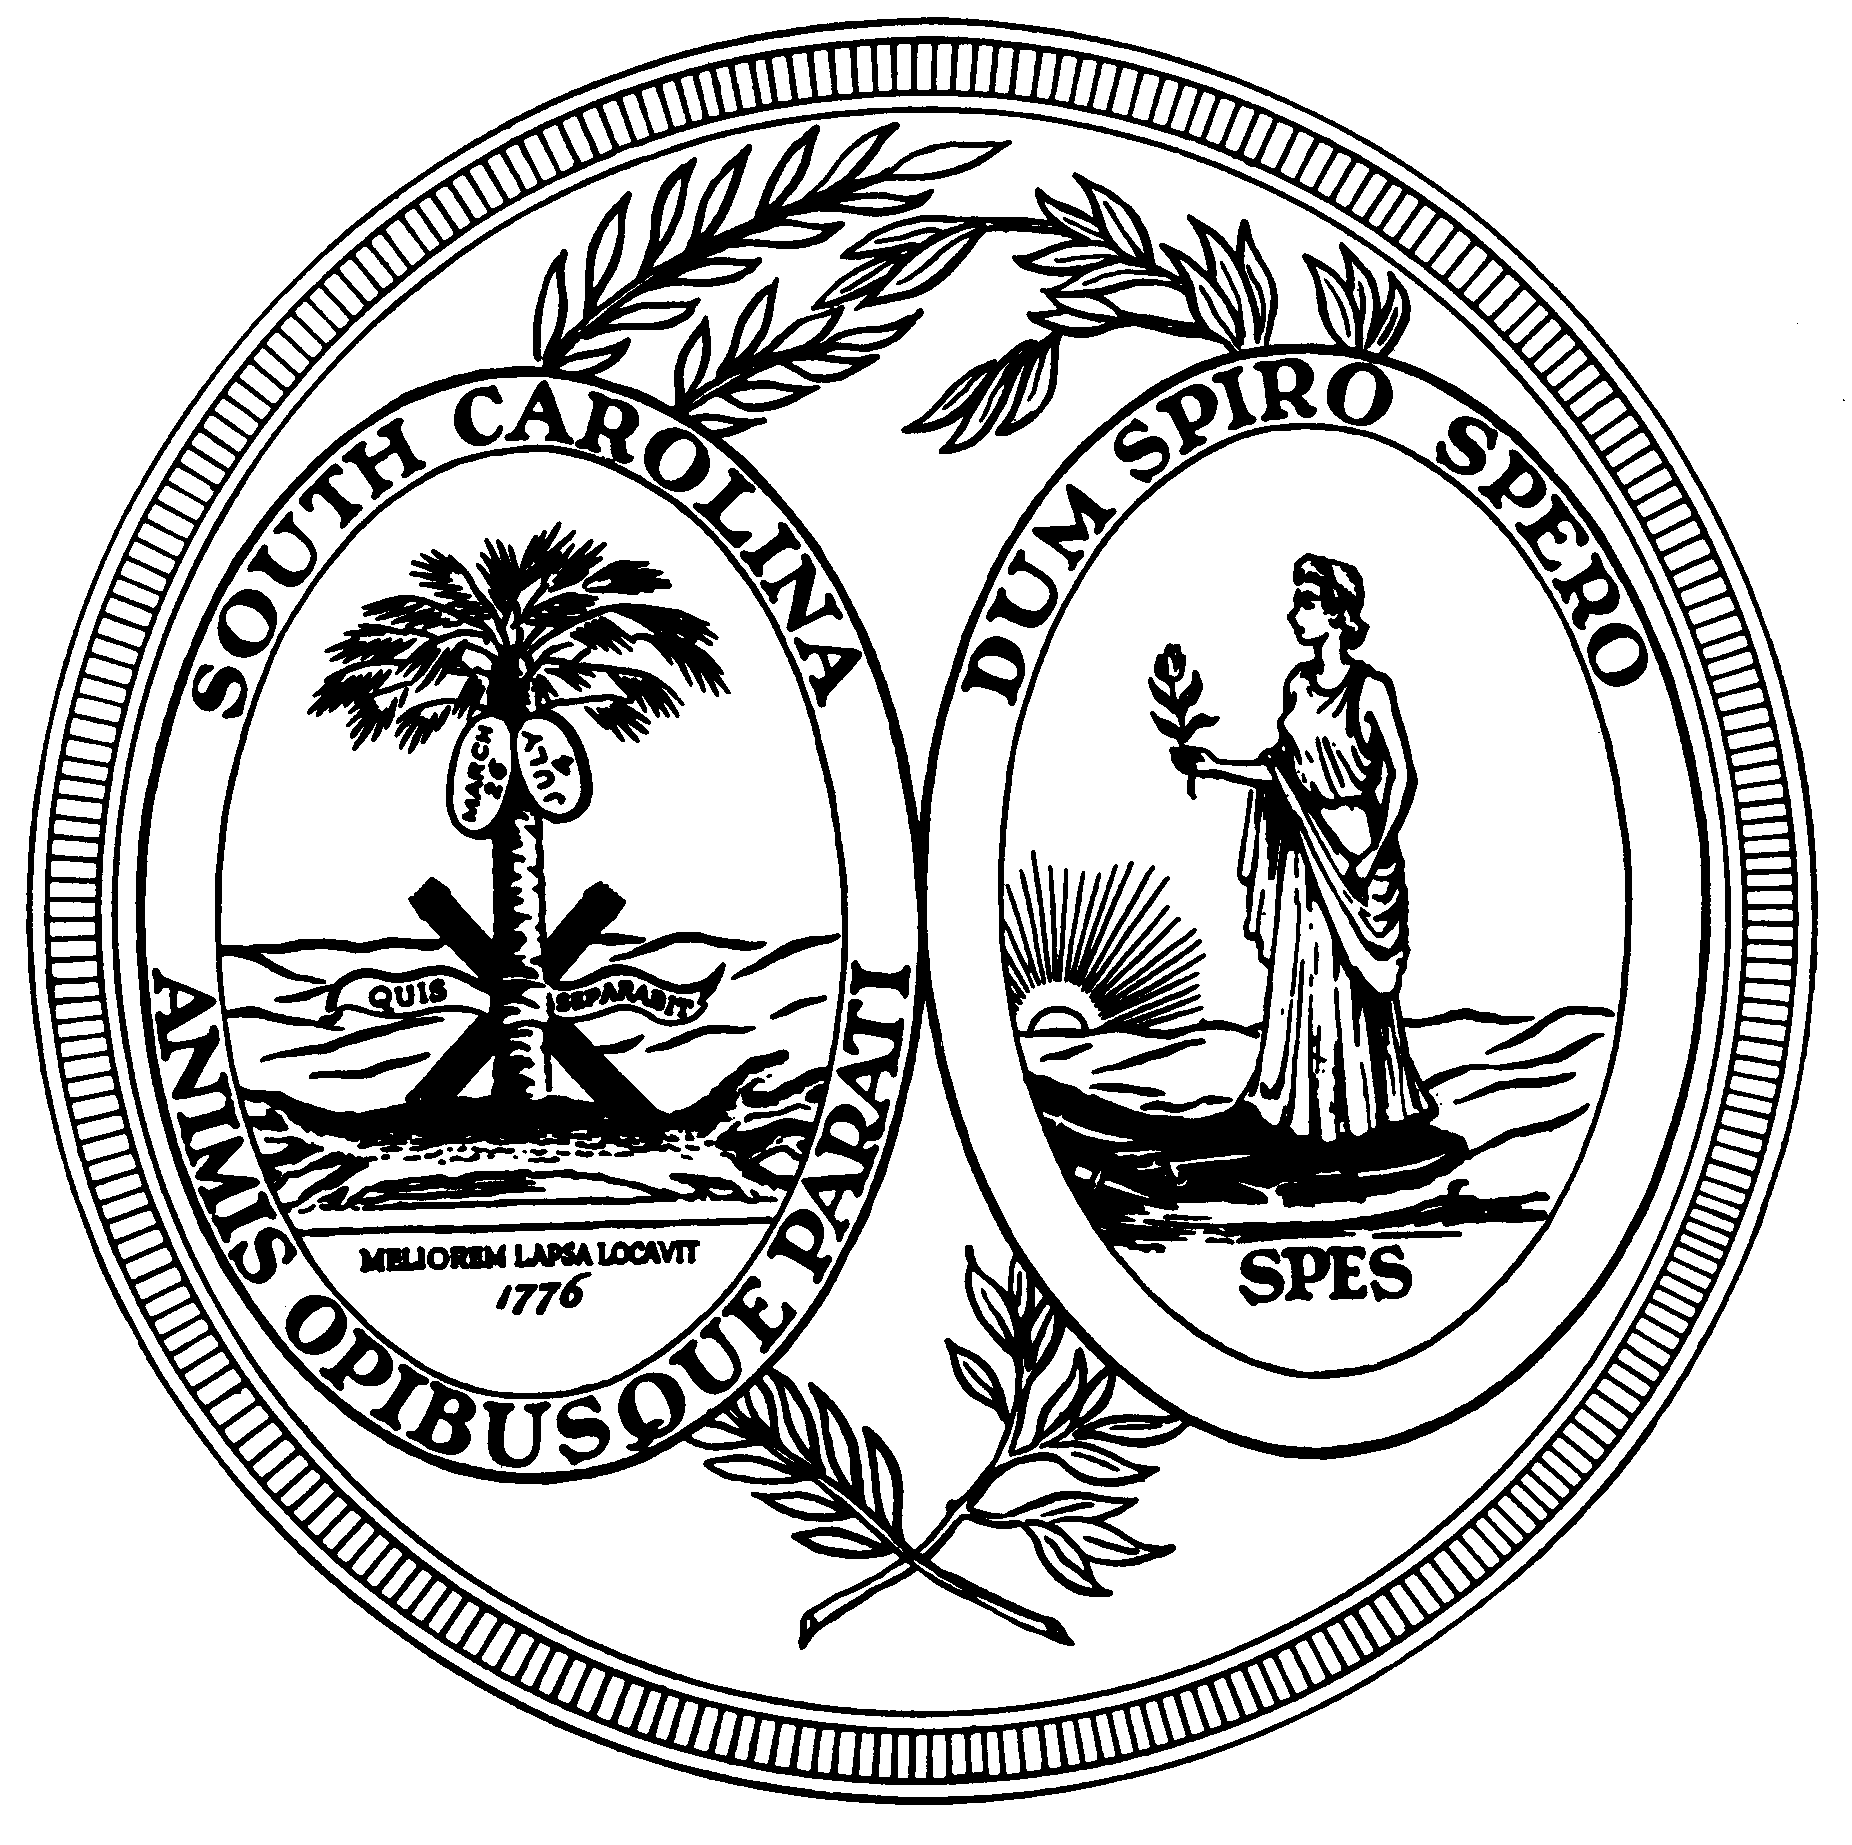 SOUTH CAROLINA
MARCH
26
JULY
4
QUIS SEPARABIT
MELIOREM LAPSA LOCAVIT
1776
ANIMIS OPIBUSQUE PARATI
DUM SPIRO SPERO
SPES